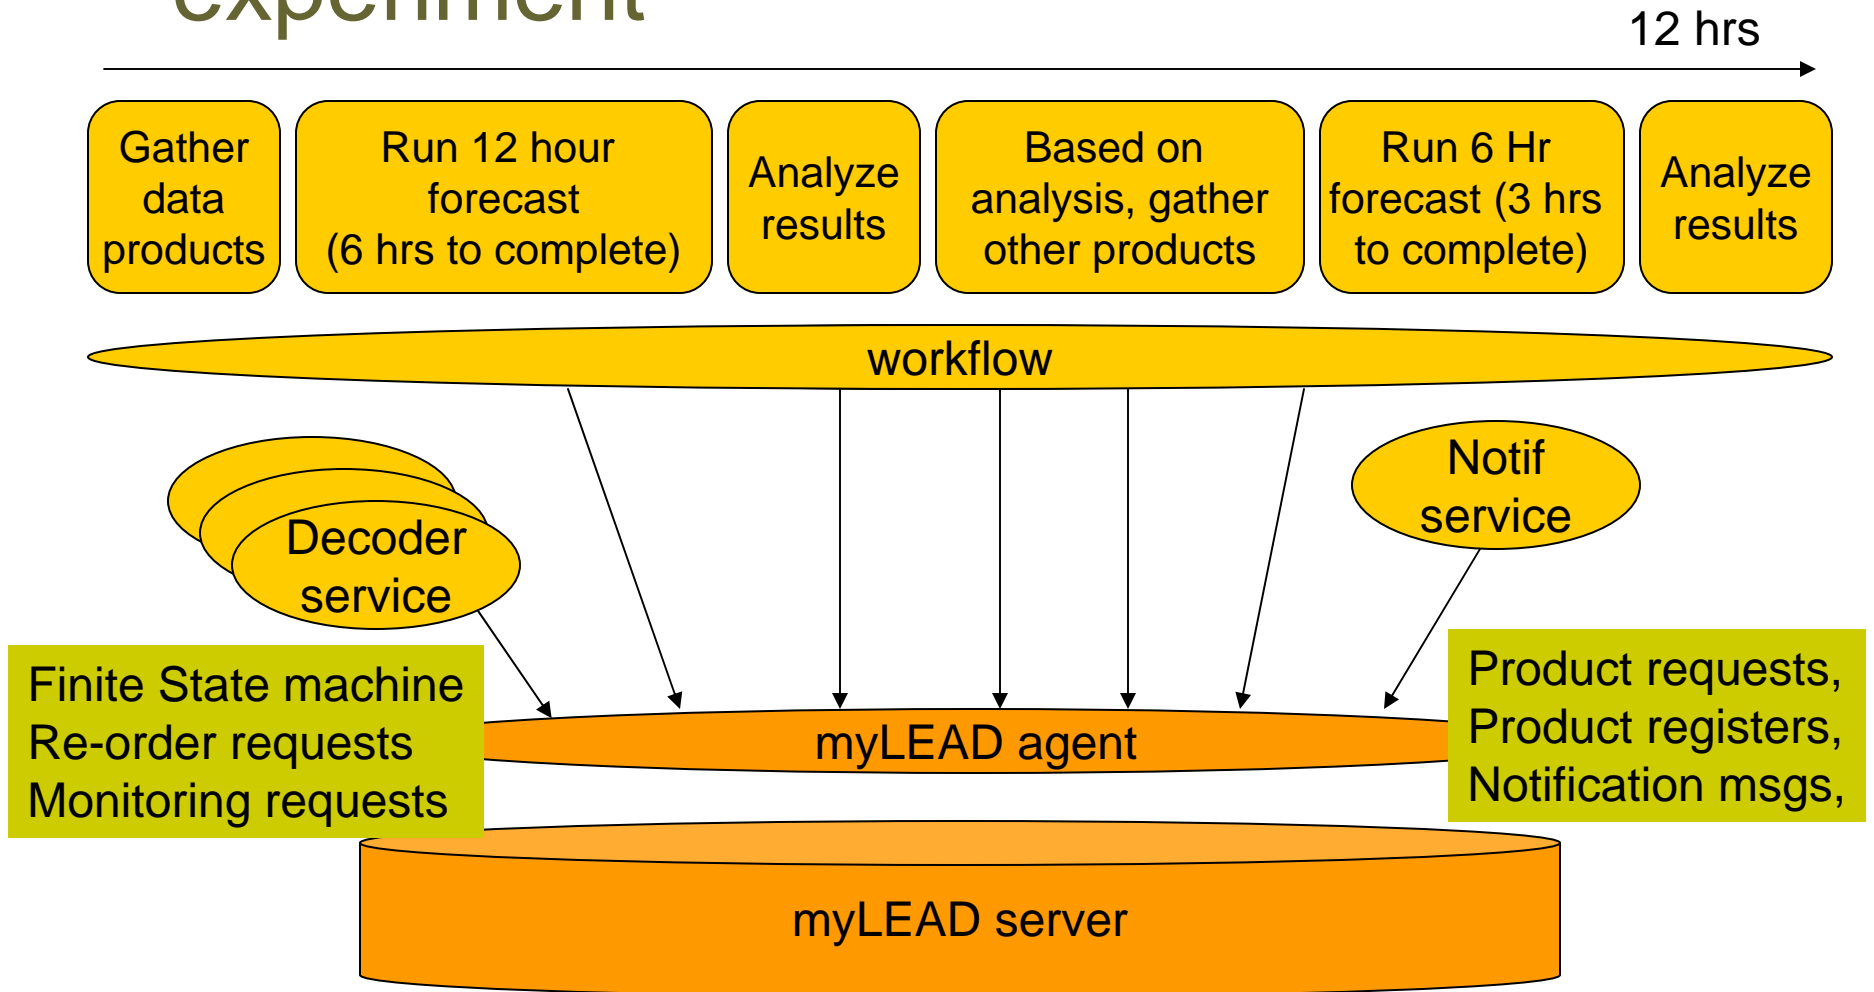 experiment
12 hrs
Gather
data
products
Run 12 hour
forecast
(6 hrs to complete)
Analyze
results
Based on
analysis, gather
other products
Run 6 Hr
forecast (3 hrs
to complete)
Analyze
results
workflow
Decoder
service
Notif
service
Finite State machine
Re-order requests
Monitoring requests
Product requests,
Product registers,
Notification msgs,
myLEAD agent
myLEAD server